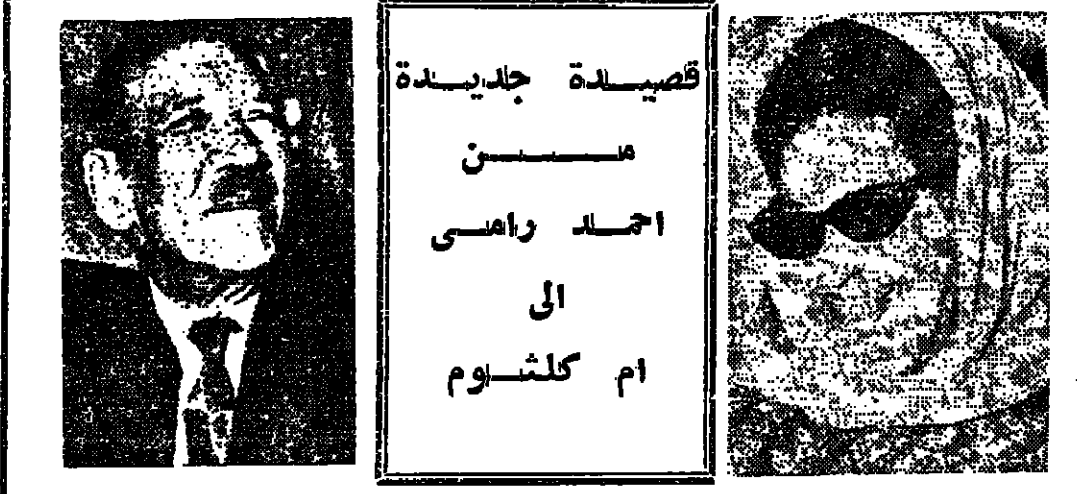 قصيدة جديدة
من
احمد رامى
الى
ام كلثوم